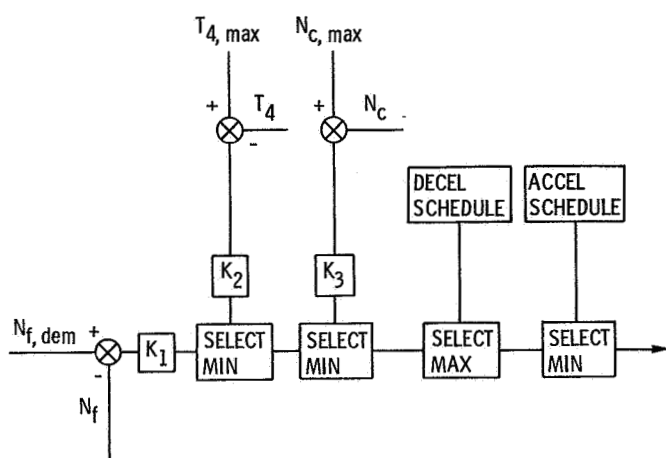 T4, max
Nc, max
+
T4
-
+
Nc
-
DECEL
SCHEDULE
ACCEL
SCHEDULE
K2
K3
Nf, dem
+
-
K1
SELECT
MIN
SELECT
MIN
SELECT
MAX
SELECT
MIN
Nf